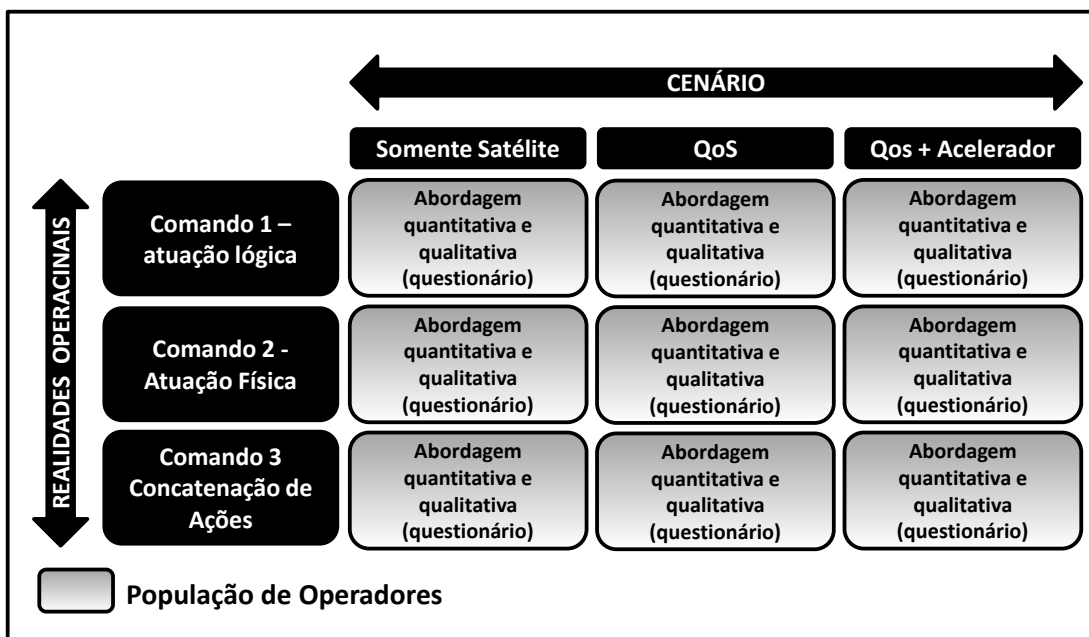 CENÁRIO
Somente Satélite
QoS
Qos + Acelerador
REALIDADES OPERACINAIS
Comando 1 –
atuação lógica
Abordagem
quantitativa e
qualitativa
(questionário)
Abordagem
quantitativa e
qualitativa
(questionário)
Abordagem
quantitativa e
qualitativa
(questionário)
Comando 2 -
Atuação Física
Abordagem
quantitativa e
qualitativa
(questionário)
Abordagem
quantitativa e
qualitativa
(questionário)
Abordagem
quantitativa e
qualitativa
(questionário)
Comando 3
Concatenação de
Ações
Abordagem
quantitativa e
qualitativa
(questionário)
Abordagem
quantitativa e
qualitativa
(questionário)
Abordagem
quantitativa e
qualitativa
(questionário)
População de Operadores